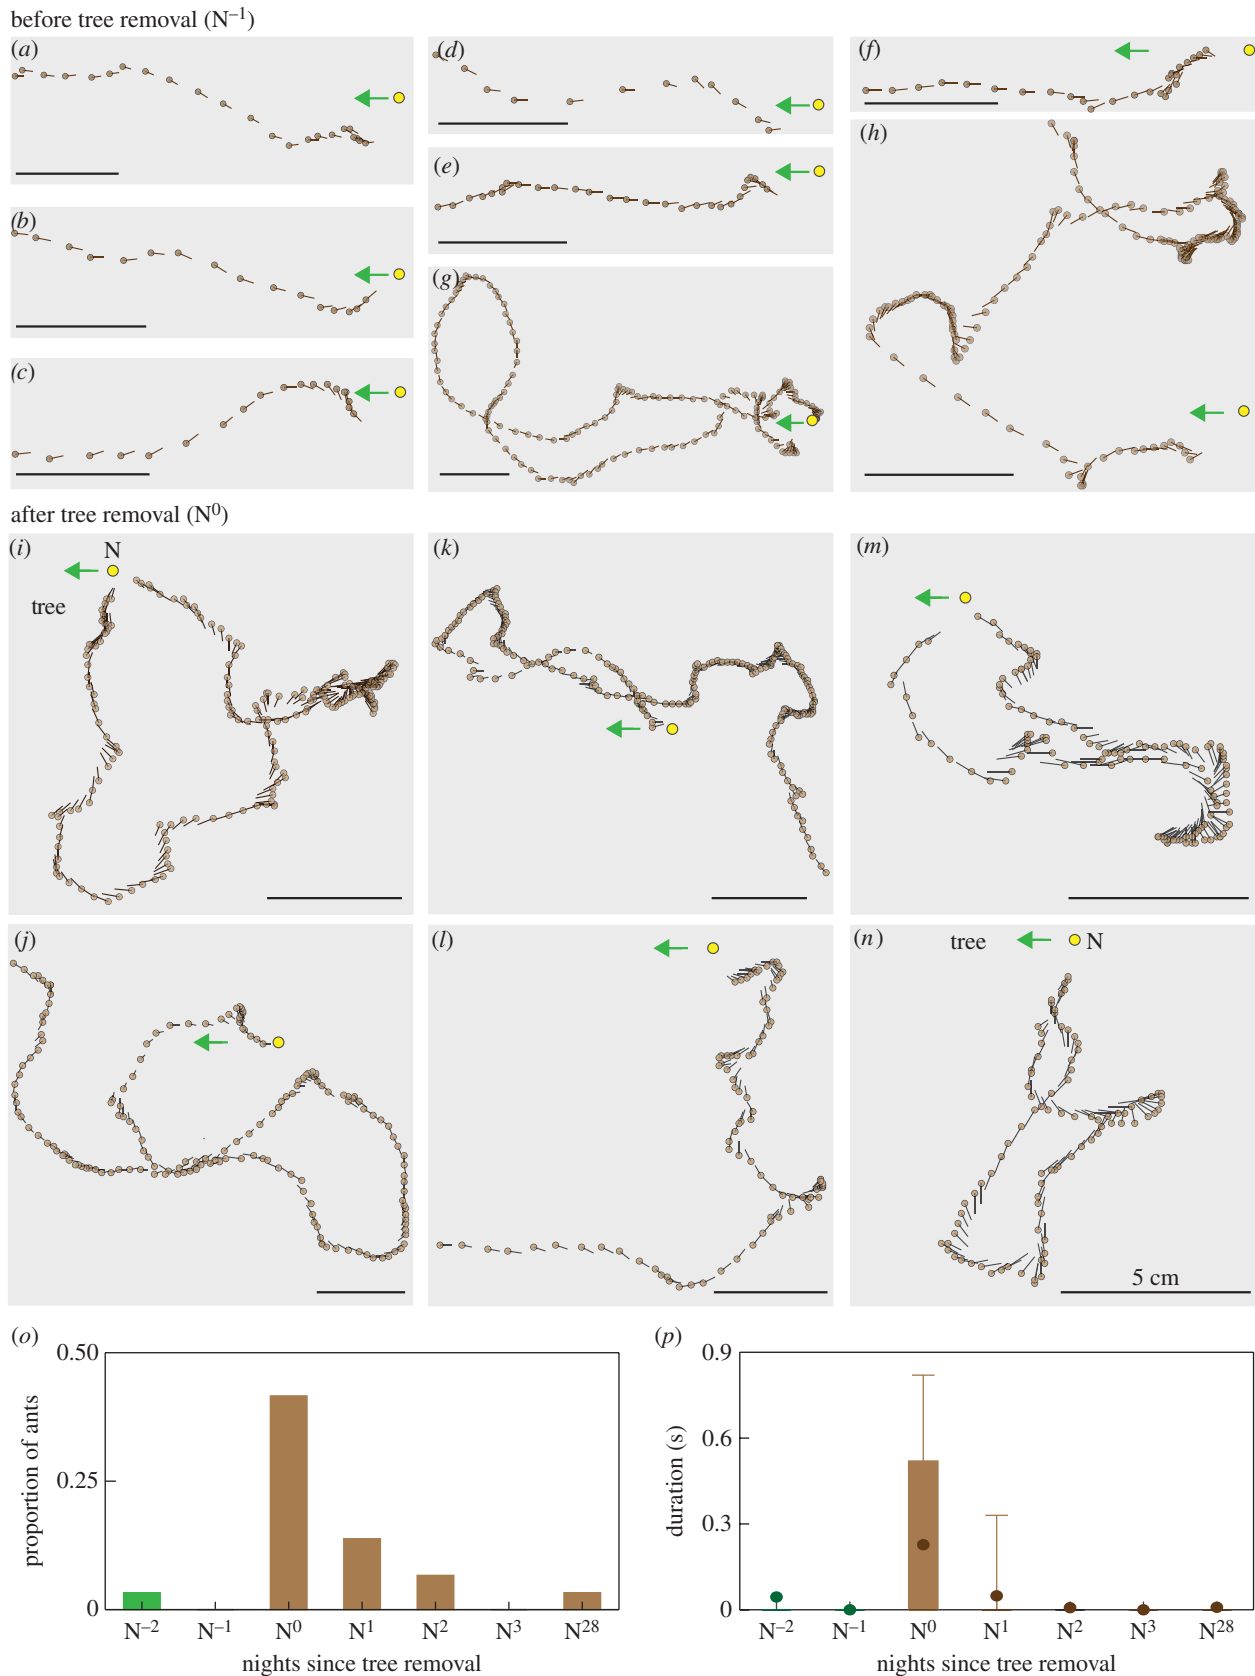 before tree removal (N⁻¹)
(a)
(d)
(f)
(e)
(h)
(b)
(g)
(c)
after tree removal (N⁰)
(i)
N
tree
(k)
(m)
(j)
(l)
(n)
tree
N
5 cm
(o)
0.50
0.25
0
proportion of ants
N⁻² N⁻¹ N⁰ N¹ N² N³ N²⁸
nights since tree removal
(p)
0.9
0.6
0.3
0
duration (s)
N⁻² N⁻¹ N⁰ N¹ N² N³ N²⁸
nights since tree removal